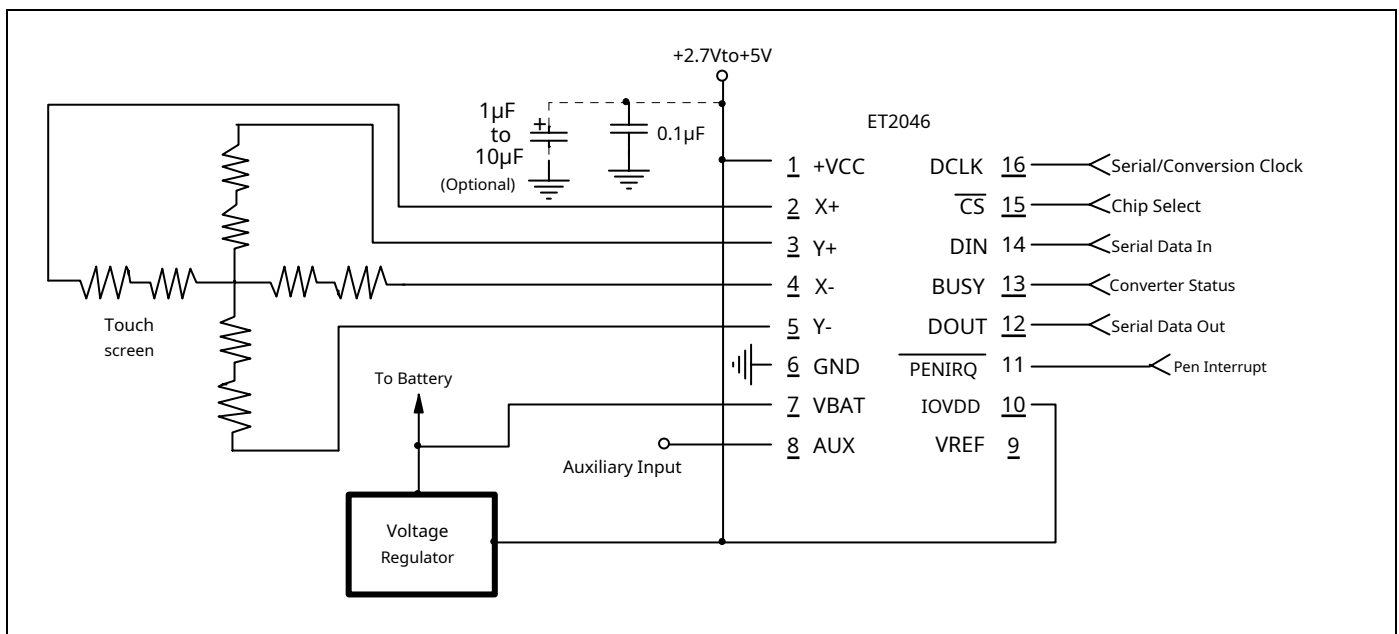 +2.7Vto+5V
1µF
to
10µF
(Optional)
+
0.1µF
ET2046
1 +VCC DCLK 16 Serial/Conversion Clock
2 X+ CS 15 Chip Select
3 Y+ DIN 14 Serial Data In
4 X- BUSY 13 Converter Status
5 Y- DOUT 12 Serial Data Out
6 GND PENIRQ 11 Pen Interrupt
7 VBAT IOVDD 10
8 AUX VREF 9
Touch
screen
To Battery
Auxiliary Input
Voltage
Regulator